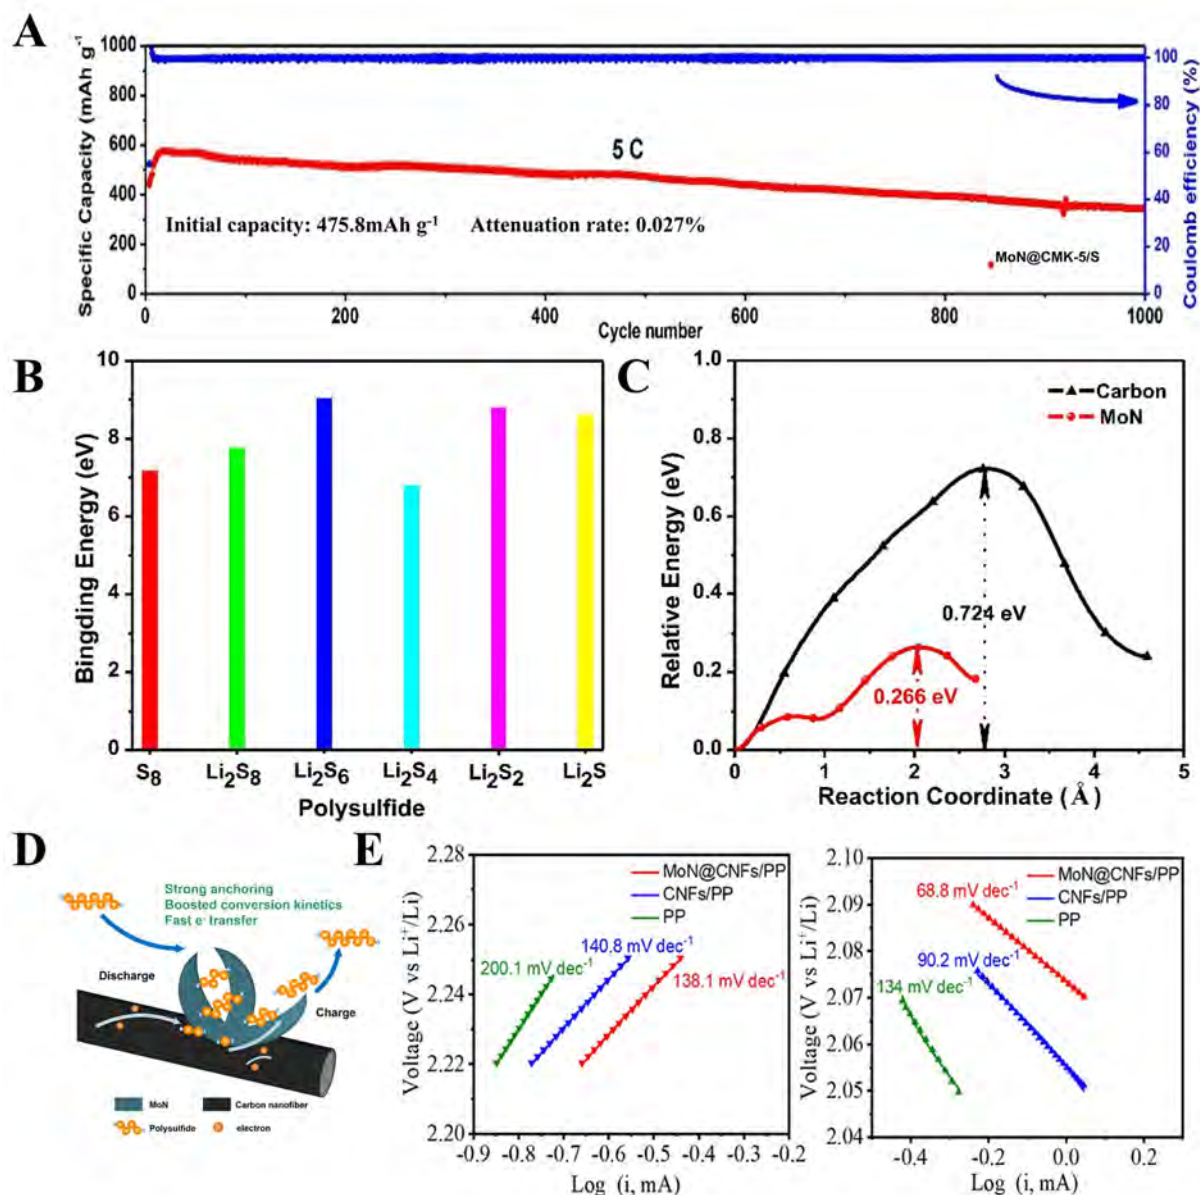 A
Specific Capacity (mAh g⁻¹)
1000
800
600
400
200
0
5 C
Initial capacity: 475.8mAh g⁻¹ Attenuation rate: 0.027%
MoN@CMK-5/S
0 200 400 600 800 1000
Cycle number
100
80
60
40
20
0
Coulomb efficiency (%)
B
Bingding Energy (eV)
10
8
6
4
2
0
S₈ Li₂S₈ Li₂S₆ Li₂S₄ Li₂S₂ Li₂S
Polysulfide
C
Relative Energy (eV)
1.0
0.8
0.6
0.4
0.2
0.0
Carbon
MoN
0.724 eV
0.266 eV
0 1 2 3 4 5
Reaction Coordinate (Å)
D
Strong anchoring
Boosted conversion kinetics
Fast e⁻ transfer
Discharge
Charge
MoN Carbon nanofiber
Polysulfide electron
E
Voltage (V vs Li⁺/Li)
2.28
2.26
2.24
2.22
2.20
MoN@CNFs/PP
CNFs/PP
PP
140.8 mV dec⁻¹
200.1 mV dec⁻¹
138.1 mV dec⁻¹
-0.9 -0.8 -0.7 -0.6 -0.5 -0.4 -0.3 -0.2
Log (i, mA)
Voltage (V vs Li⁺/Li)
2.10
2.09
2.08
2.07
2.06
2.05
2.04
MoN@CNFs/PP
CNFs/PP
PP
68.8 mV dec⁻¹
90.2 mV dec⁻¹
134 mV dec⁻¹
-0.4 -0.2 0.0 0.2
Log (i, mA)